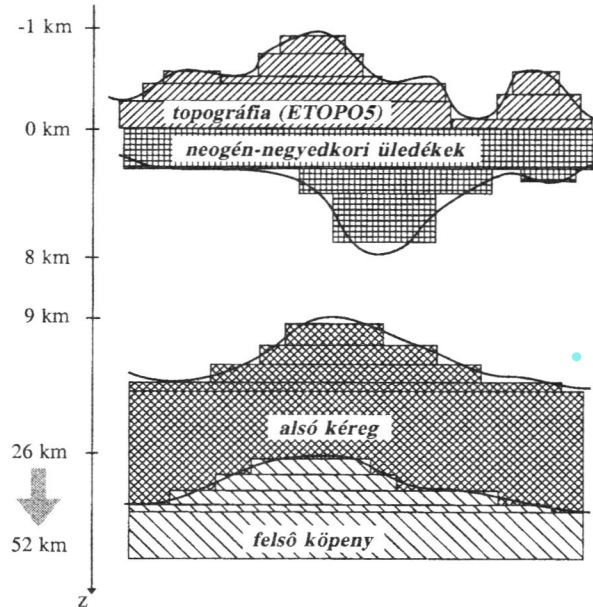 -1 km
topográfia (ETOPO5)
0 km
neogén-negyedkori üledékek
8 km
9 km
alsó kéreg
26 km
52 km
felső köpeny
z